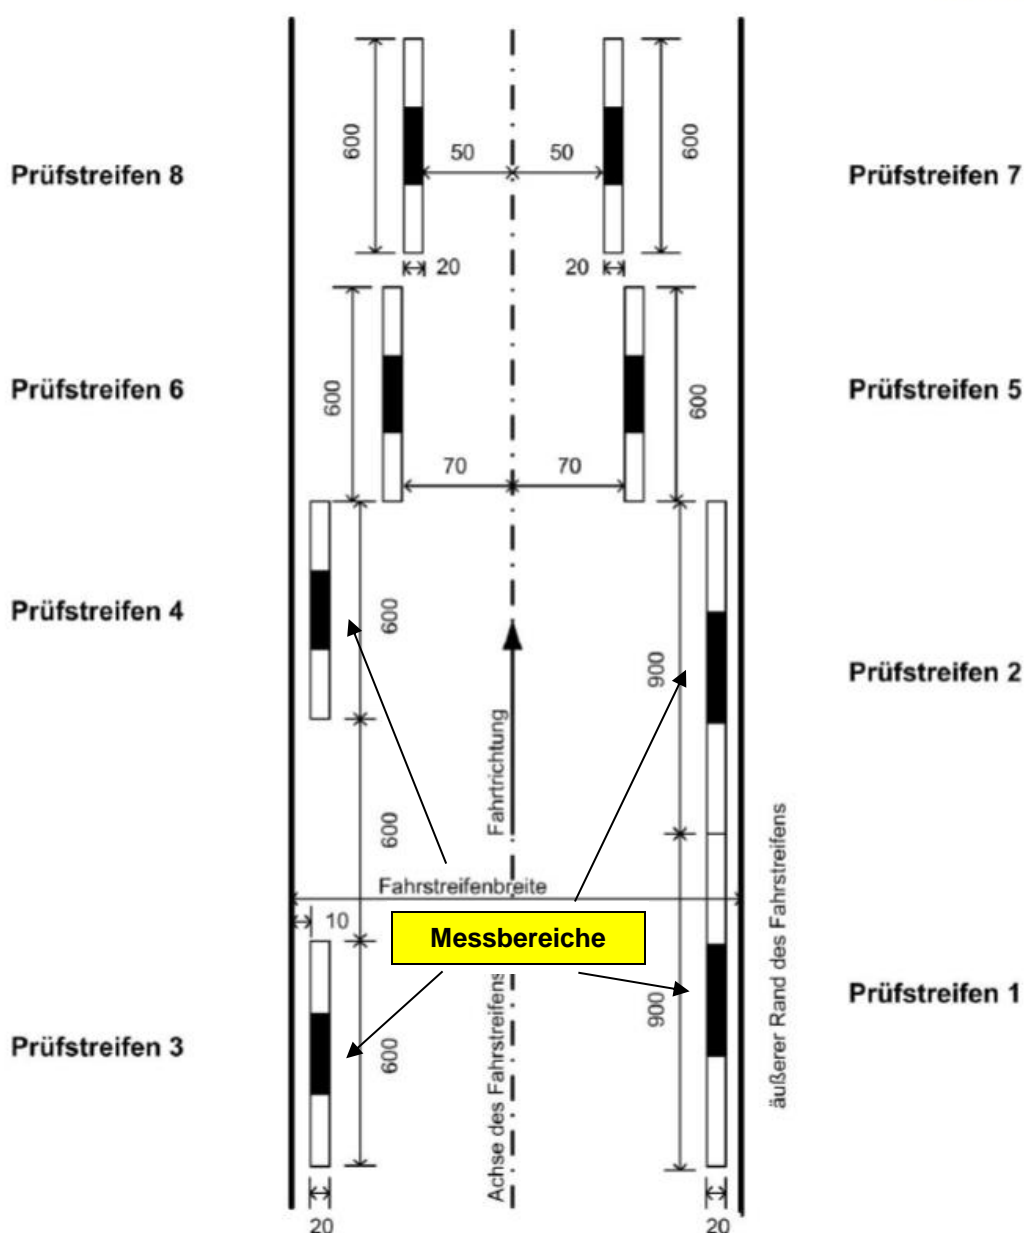 600
600
50
50
Prüfstreifen 8
Prüfstreifen 7
20
20
Prüfstreifen 6
600
600
Prüfstreifen 5
70
70
Prüfstreifen 4
600
900
Prüfstreifen 2
Fahrtrichtung
600
Fahrstreifenbreite
10
Messbereiche
äußerer Rand des Fahrstreifens
Prüfstreifen 1
900
Prüfstreifen 3
600
Achse des Fahrstreifens
20
20